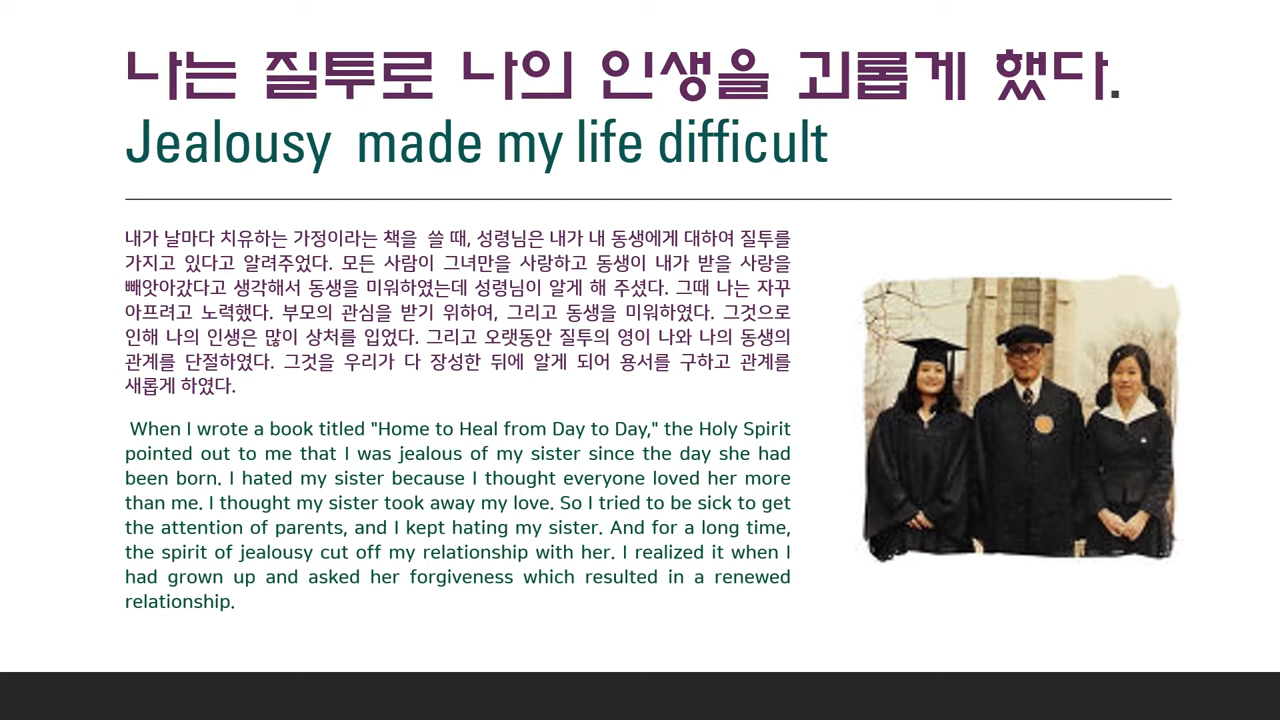 나는 질투로 나의 인생을 괴롭게 했다.
Jealousy made my life difficult
내가 날마다 치유하는 가정이라는 책을 쓸 때, 성령님은 내가 내 동생에게 대하여 질투를
가지고 있다고 알려주었다. 모든 사람이 그녀만을 사랑하고 동생이 내가 받을 사랑을
빼앗아갔다고 생각해서 동생을 미워하였는데 성령님이 알게 해 주셨다. 그때 나는 자꾸
아프려고 노력했다. 부모의 관심을 받기 위하여, 그리고 동생을 미워하였다. 그것으로
인해 나의 인생은 많이 상처를 입었다. 그리고 오랫동안 질투의 영이 나와 나의 동생의
관계를 단절하였다. 그것을 우리가 다 장성한 뒤에 알게 되어 용서를 구하고 관계를
새롭게 하였다.
When I wrote a book titled "Home to Heal from Day to Day," the Holy Spirit
pointed out to me that I was jealous of my sister since the day she had
been born. I hated my sister because I thought everyone loved her more
than me. I thought my sister took away my love. So I tried to be sick to get
the attention of parents, and I kept hating my sister. And for a long time,
the spirit of jealousy cut off my relationship with her. I realized it when I
had grown up and asked her forgiveness which resulted in a renewed
relationship.